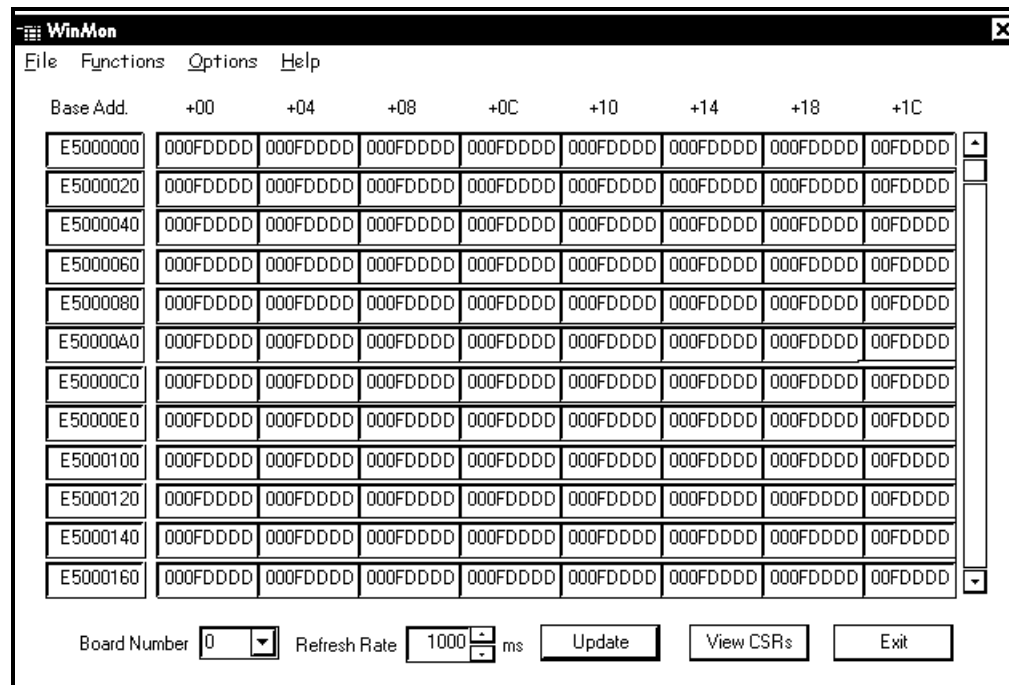 WinMon
File Functions Options Help
Base Add. +00 +04 +08 +0C +10 +14 +18 +1C
E5000000 000FDDDD 000FDDDD 000FDDDD 000FDDDD 000FDDDD 000FDDDD 000FDDDD 00FDDDD
E5000020 000FDDDD 000FDDDD 000FDDDD 000FDDDD 000FDDDD 000FDDDD 000FDDDD 00FDDDD
E5000040 000FDDDD 000FDDDD 000FDDDD 000FDDDD 000FDDDD 000FDDDD 000FDDDD 00FDDDD
E5000060 000FDDDD 000FDDDD 000FDDDD 000FDDDD 000FDDDD 000FDDDD 000FDDDD 00FDDDD
E5000080 000FDDDD 000FDDDD 000FDDDD 000FDDDD 000FDDDD 000FDDDD 000FDDDD 00FDDDD
E50000A0 000FDDDD 000FDDDD 000FDDDD 000FDDDD 000FDDDD 000FDDDD 000FDDDD 00FDDDD
E50000C0 000FDDDD 000FDDDD 000FDDDD 000FDDDD 000FDDDD 000FDDDD 000FDDDD 00FDDDD
E50000E0 000FDDDD 000FDDDD 000FDDDD 000FDDDD 000FDDDD 000FDDDD 000FDDDD 00FDDDD
E5000100 000FDDDD 000FDDDD 000FDDDD 000FDDDD 000FDDDD 000FDDDD 000FDDDD 00FDDDD
E5000120 000FDDDD 000FDDDD 000FDDDD 000FDDDD 000FDDDD 000FDDDD 000FDDDD 00FDDDD
E5000140 000FDDDD 000FDDDD 000FDDDD 000FDDDD 000FDDDD 000FDDDD 000FDDDD 00FDDDD
E5000160 000FDDDD 000FDDDD 000FDDDD 000FDDDD 000FDDDD 000FDDDD 000FDDDD 00FDDDD
Board Number 0 Refresh Rate 1000 ms Update View CSRs Exit